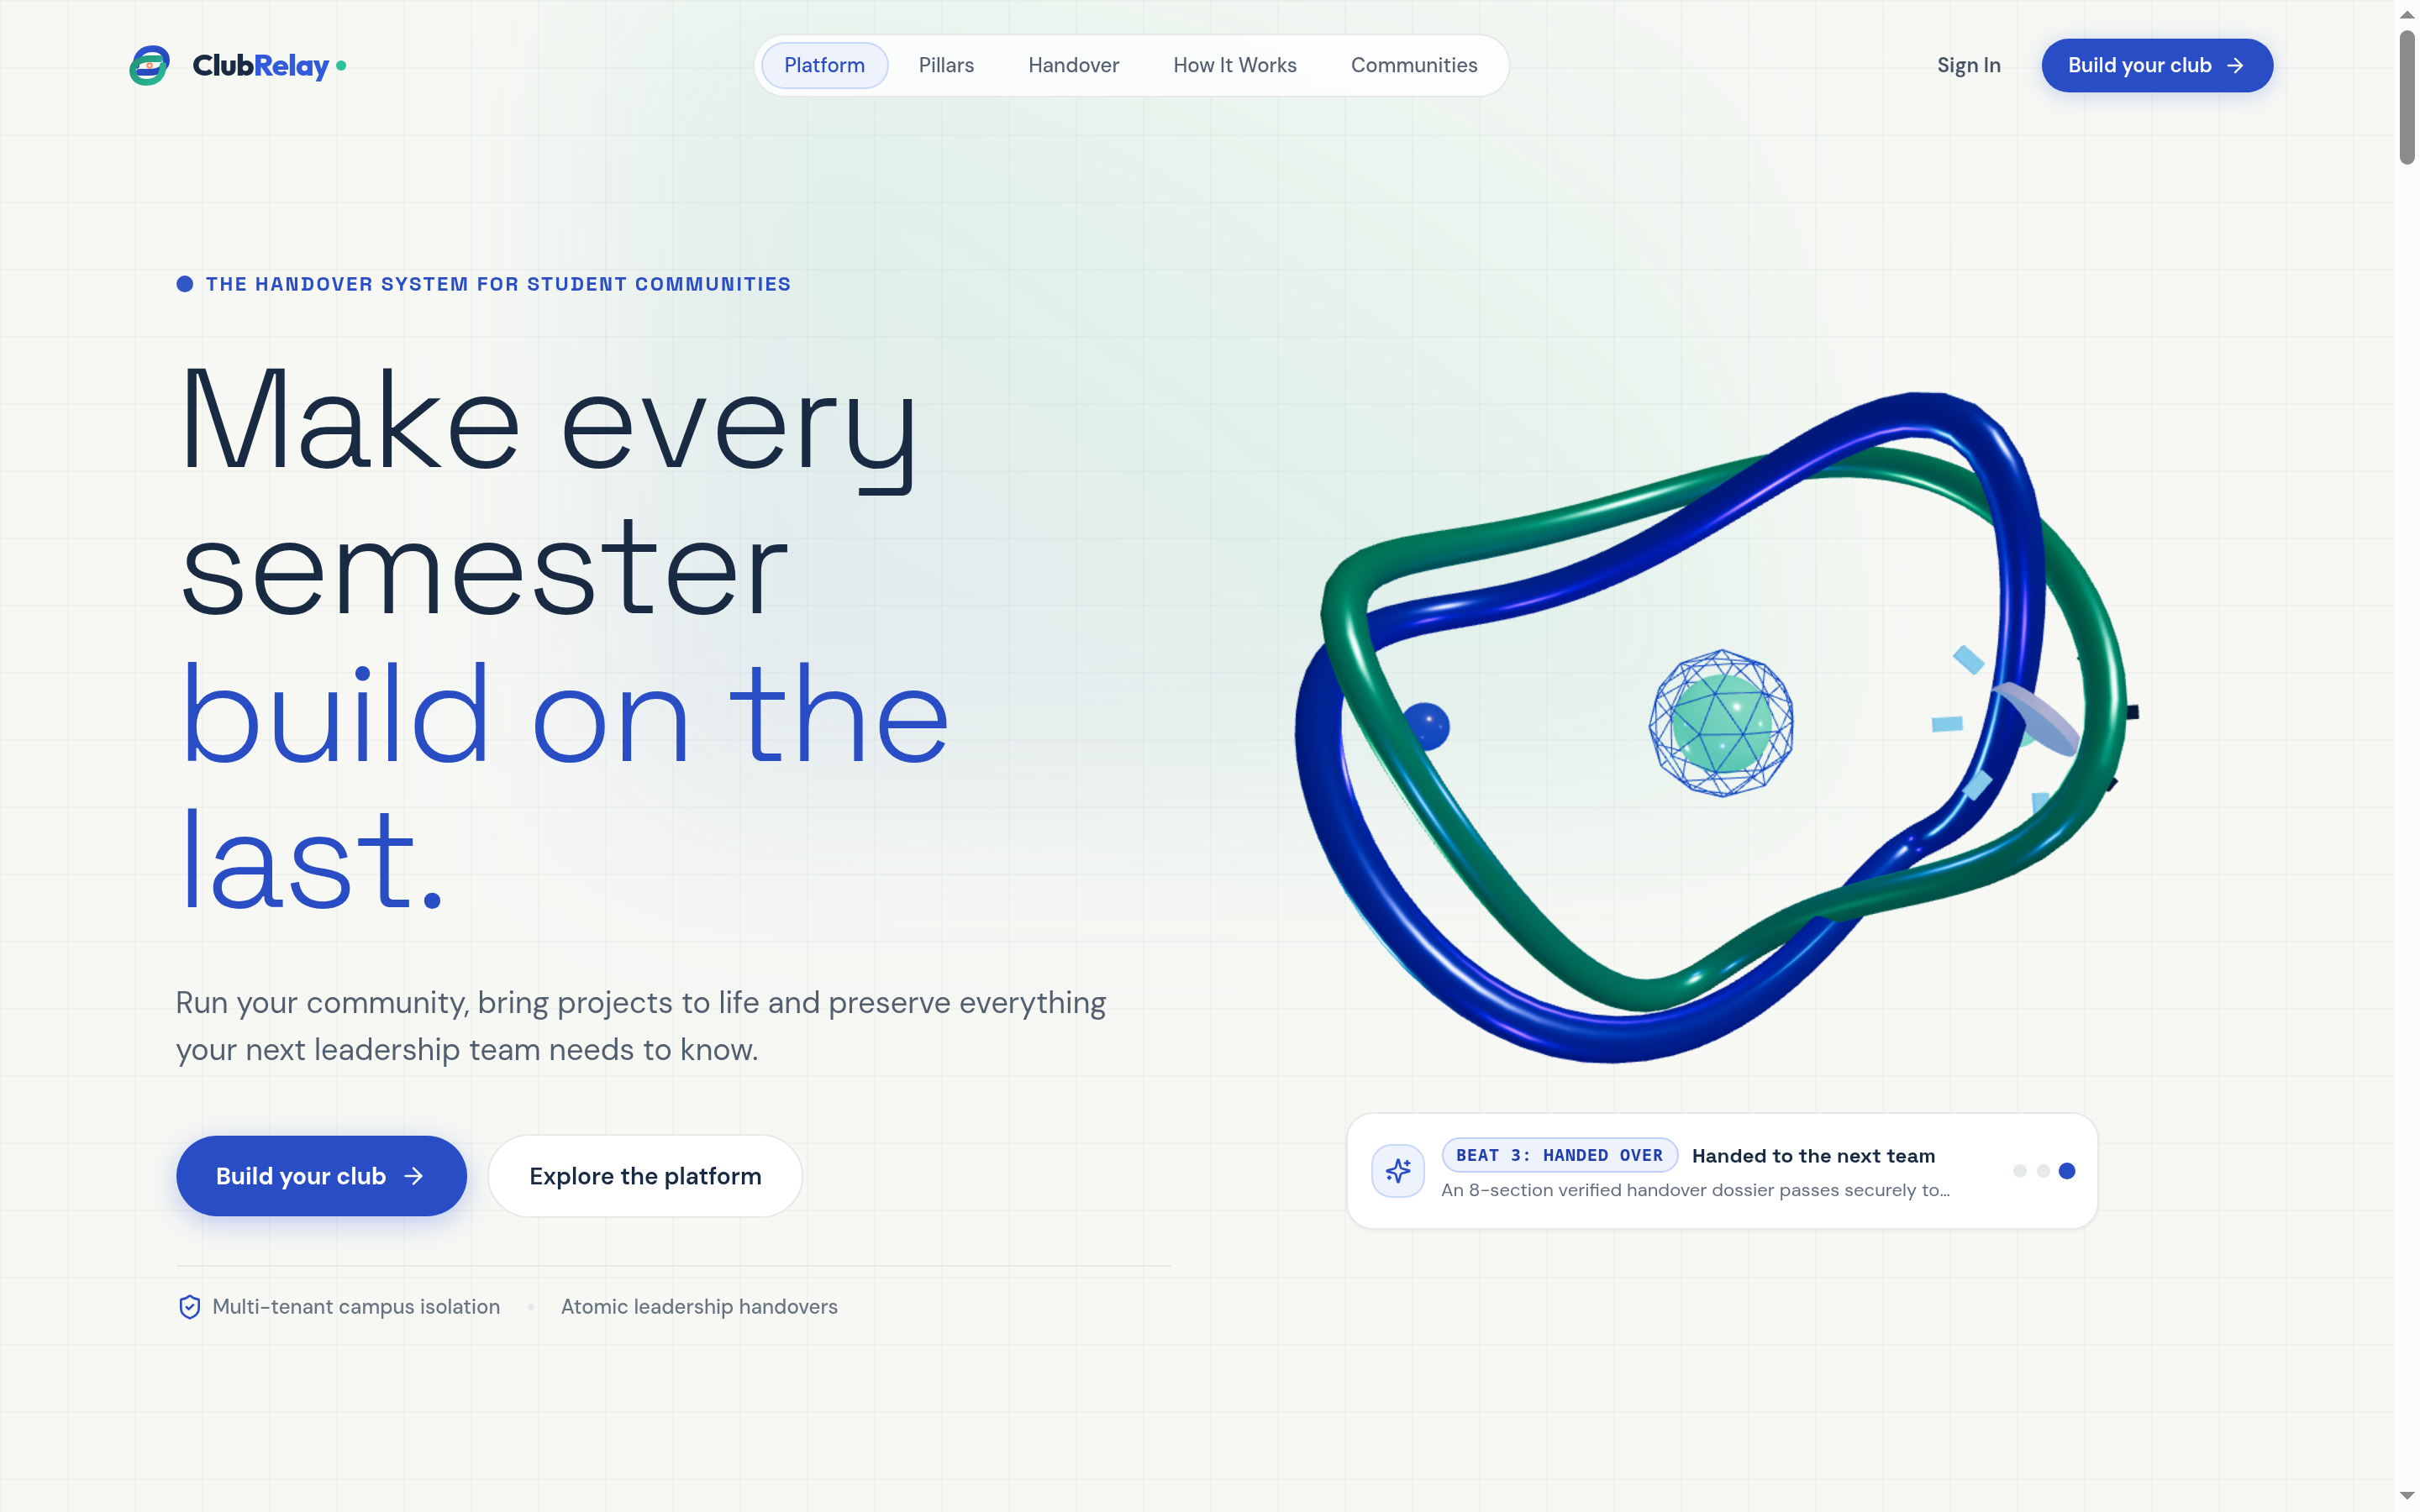 ClubRelay
Platform
Pillars
Handover
How It Works
Communities
Sign In
Build your club
THE HANDOVER SYSTEM FOR STUDENT COMMUNITIES
Make every
semester
build on the
last.
Run your community, bring projects to life and preserve everything
your next leadership team needs to know.
Build your club
Explore the platform
Multi-tenant campus isolation
Atomic leadership handovers
BEAT 3: HANDED OVER
Handed to the next team
An 8-section verified handover dossier passes securely to…